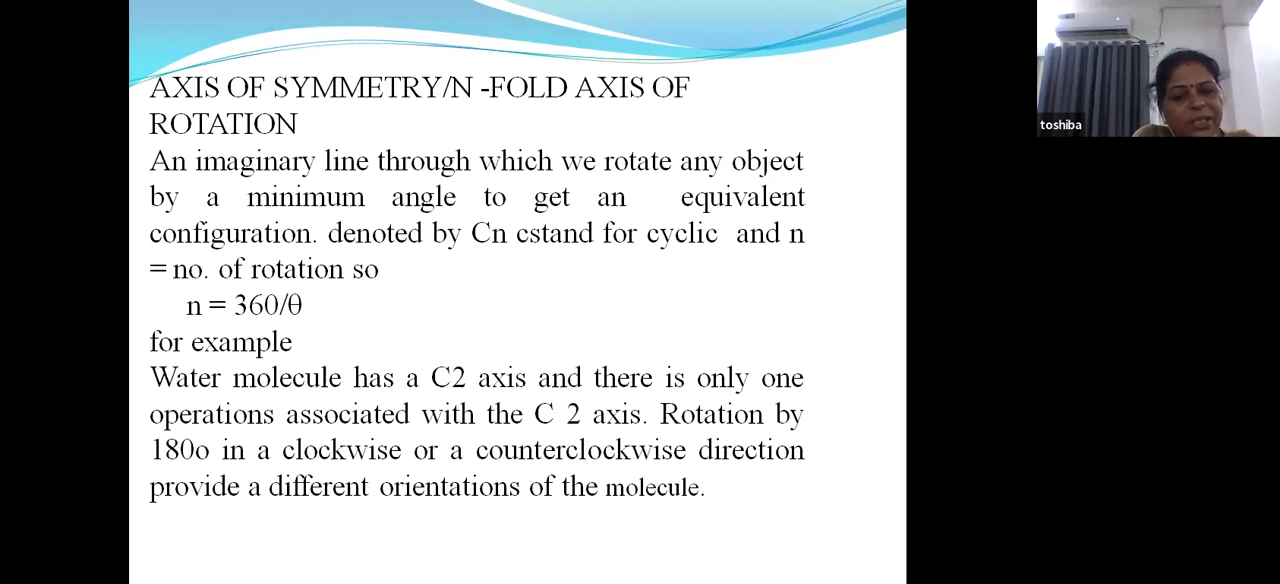 AXIS OF SYMMETRY/N -FOLD AXIS OF
ROTATION
An imaginary line through which we rotate any object
by a minimum angle to get an equivalent
configuration. denoted by Cn cstand for cyclic and n
= no. of rotation so
n = 360/θ
for example
Water molecule has a C2 axis and there is only one
operations associated with the C 2 axis. Rotation by
180o in a clockwise or a counterclockwise direction
provide a different orientations of the molecule.
toshiba